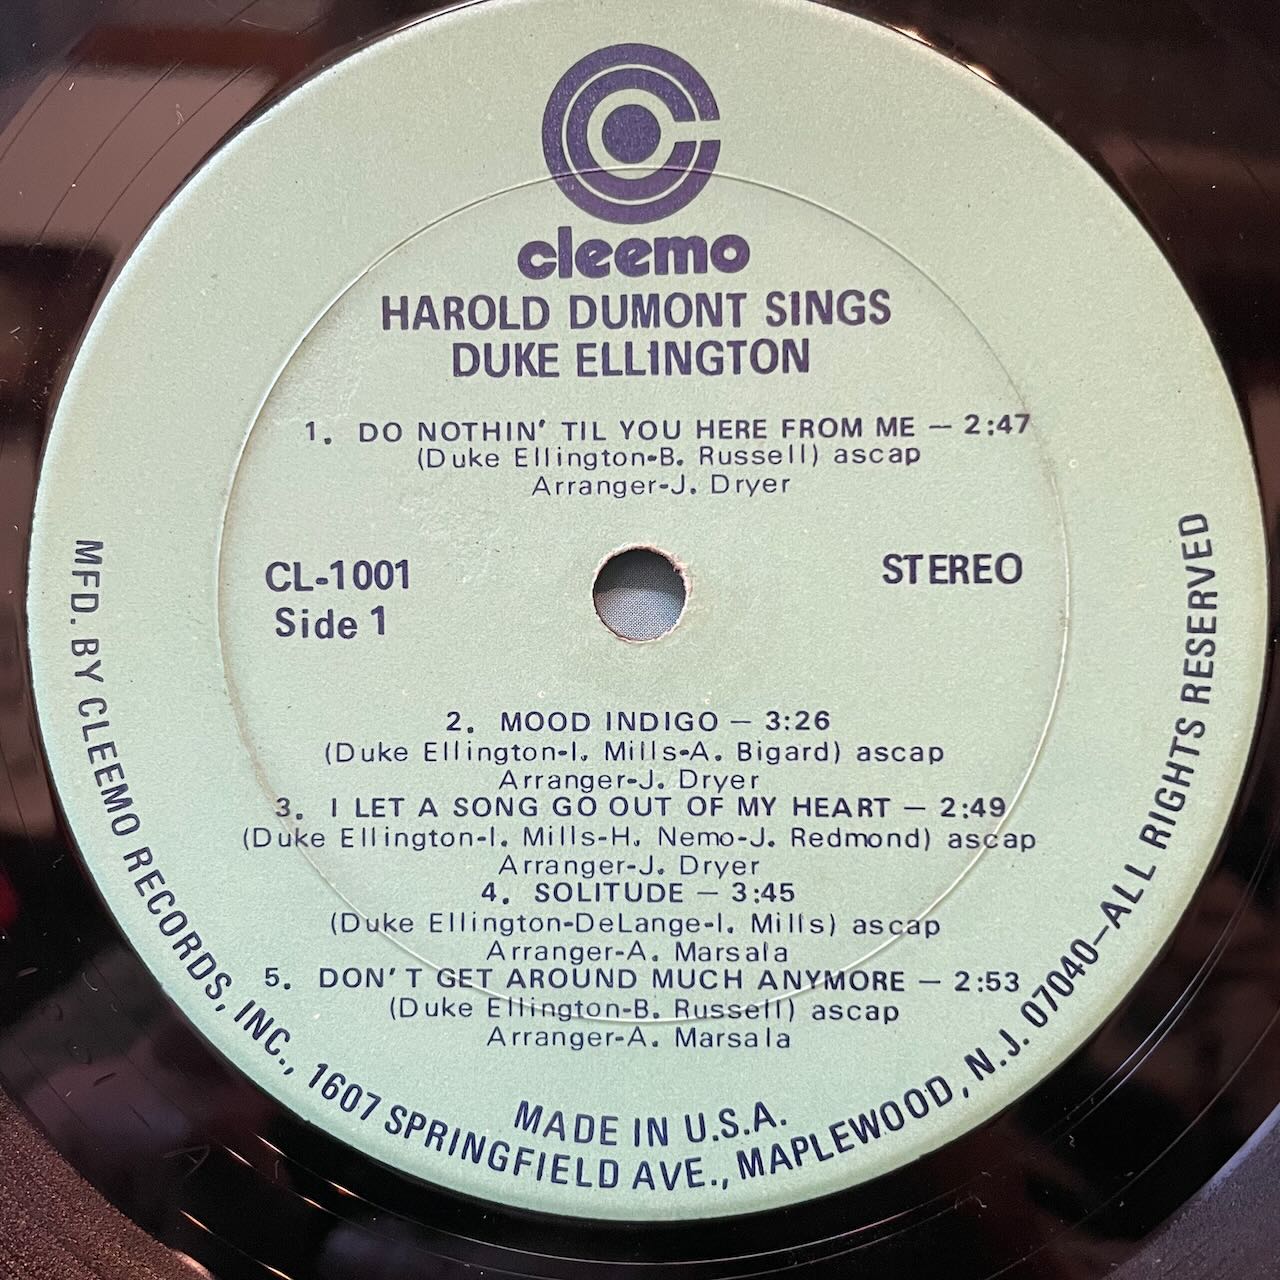 cleemo
HAROLD DUMONT SINGS
DUKE ELLINGTON
1. DO NOTHIN' TIL YOU HERE FROM ME — 2:47
(Duke Ellington-B. Russell) ascap
Arranger-J. Dryer
CL-1001
Side 1
STEREO
2. MOOD INDIGO — 3:26
(Duke Ellington-I. Mills-A. Bigard) ascap
Arranger-J. Dryer
3. I LET A SONG GO OUT OF MY HEART — 2:49
(Duke Ellington-I. Mills-H. Nemo-J. Redmond) ascap
Arranger-J. Dryer
4. SOLITUDE — 3:45
(Duke Ellington-DeLange-I. Mills) ascap
Arranger-A. Marsala
5. DON'T GET AROUND MUCH ANYMORE — 2:53
(Duke Ellington-B. Russell) ascap
Arranger-A. Marsala
MADE IN U.S.A.
MFD. BY CLEEMO RECORDS, INC., 1607 SPRINGFIELD AVE., MAPLEWOOD, N.J. 07040—ALL RIGHTS RESERVED